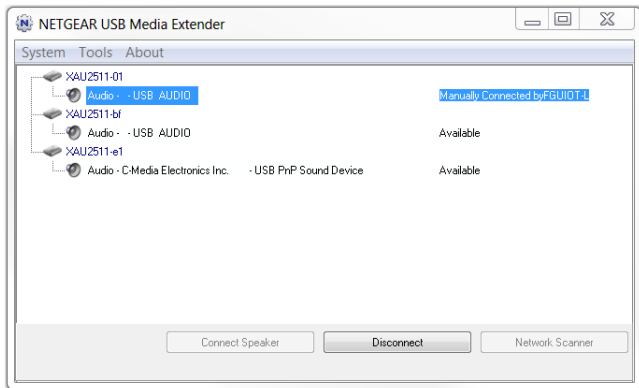 NETGEAR USB Media Extender
System Tools About
XAU2511-01
Audio - - USB AUDIO Manually Connected byFGUIOT-L
XAU2511-bf
Audio - - USB AUDIO Available
XAU2511-e1
Audio - C-Media Electronics Inc. - USB PnP Sound Device Available
Connect Speaker Disconnect Network Scanner